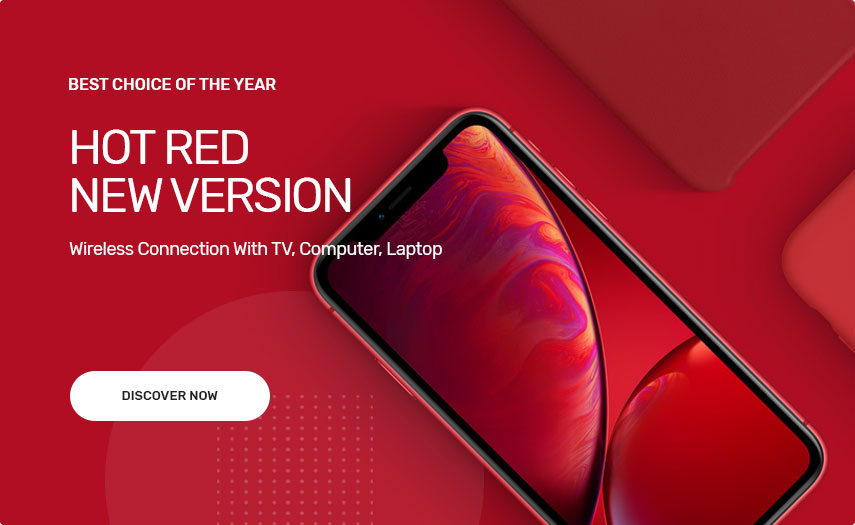 BEST CHOICE OF THE YEAR
HOT RED
NEW VERSION
Wireless Connection With TV, Computer, Laptop
DISCOVER NOW